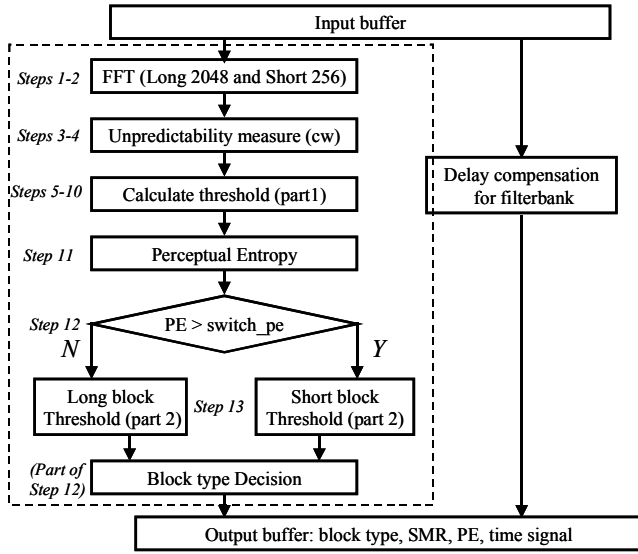 Input buffer
Steps 1-2
FFT (Long 2048 and Short 256)
Steps 3-4
Unpredictability measure (cw)
Delay compensation
for filterbank
Steps 5-10
Calculate threshold (part1)
Step 11
Perceptual Entropy
Step 12
PE > switch_pe
N
Y
Long block
Threshold (part 2)
Step 13
Short block
Threshold (part 2)
(Part of
Step 12)
Block type Decision
Output buffer: block type, SMR, PE, time signal